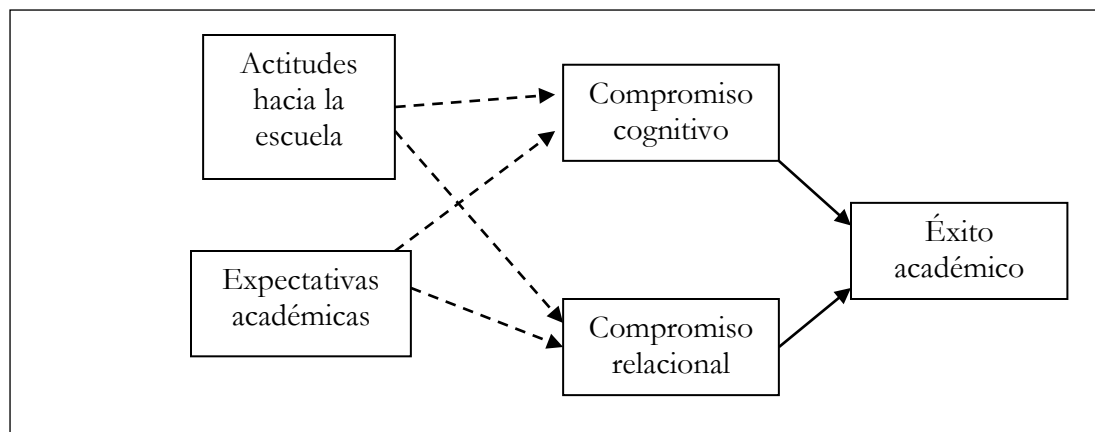 Actitudes
hacia la
escuela
Compromiso
cognitivo
Éxito
académico
Expectativas
académicas
Compromiso
relacional